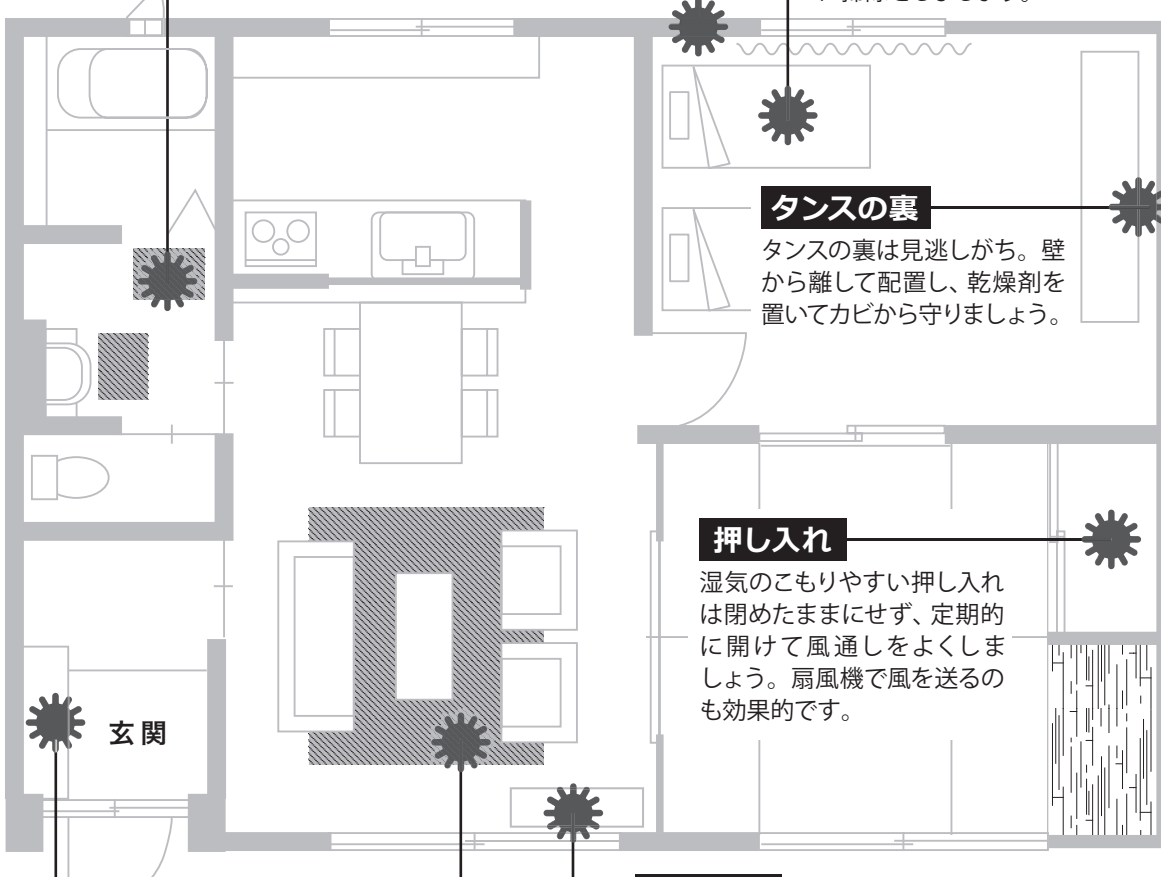 タンスの裏
タンスの裏は見逃しがち。壁
から離して配置し、乾燥剤を
置いてカビから守りましょう。
押し入れ
湿気のこもりやすい押し入れ
は閉めたままにせず、定期的
に開けて風通しをよくしま
しょう。扇風機で風を送るの
も効果的です。
玄関